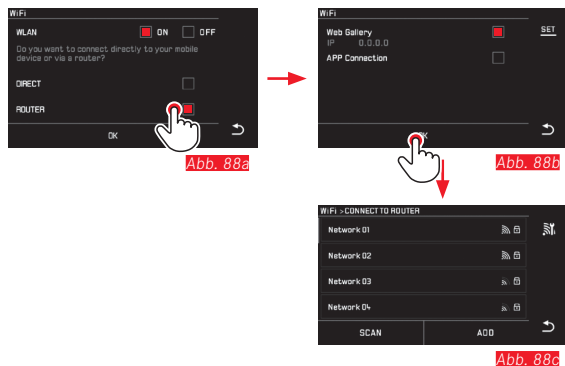 WiFi
WLAN ON OFF
Do you want to connect directly to your mobile
device or via a router?
DIRECT
ROUTER
OK
Abb. 88a
WiFi
Web Gallery SET
IP 0.0.0.0
APP Connection
Abb. 88b
WiFi >CONNECT TO ROUTER
Network 01
Network 02
Network 03
Network 04
SCAN ADD
Abb. 88c